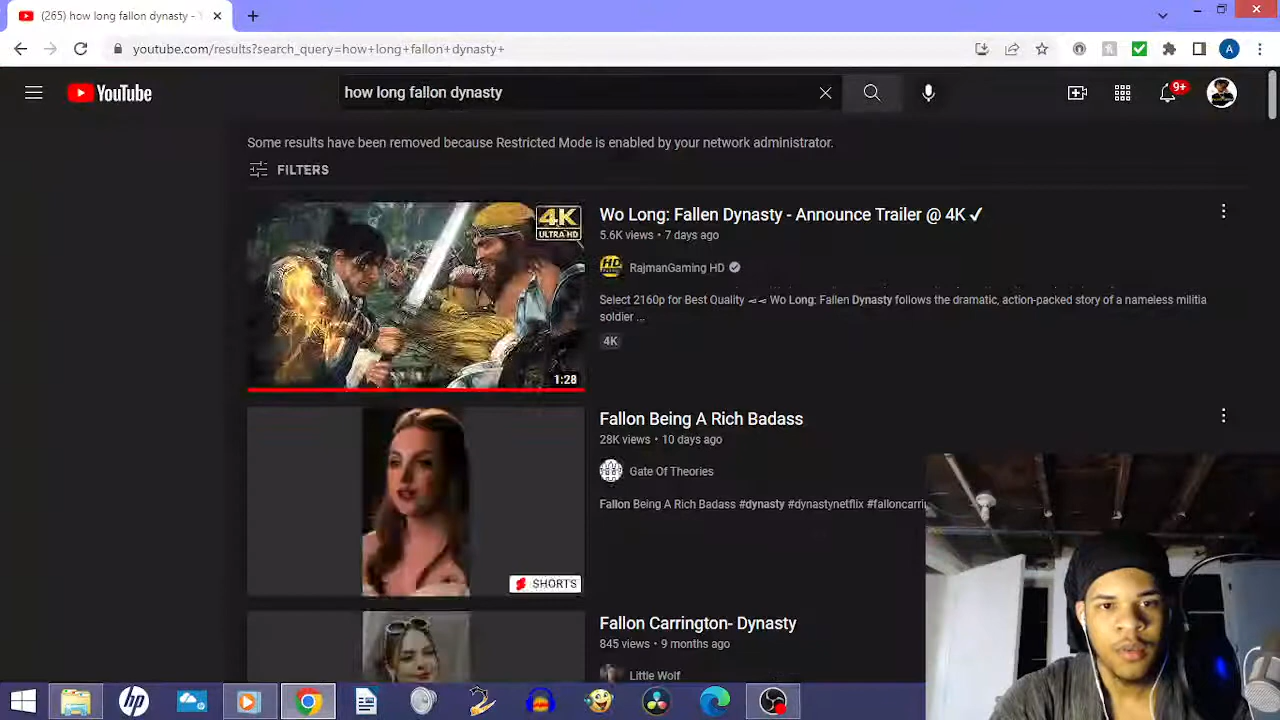 (265) how long fallon dynasty -
youtube.com/results?search_query=how+long+fallon+dynasty+
A
YouTube
how long fallon dynasty
9+
Some results have been removed because Restricted Mode is enabled by your network administrator.
FILTERS
4K
ULTRA HD
1:28
Wo Long: Fallen Dynasty - Announce Trailer @ 4K ✓
5.6K views • 7 days ago
HD
RajmanGaming HD
Select 2160p for Best Quality ◅◅ Wo Long: Fallen Dynasty follows the dramatic, action-packed story of a nameless militia
soldier ...
4K
SHORTS
Fallon Being A Rich Badass
28K views • 10 days ago
Gate Of Theories
Fallon Being A Rich Badass #dynasty #dynastynetflix #falloncarri
Fallon Carrington- Dynasty
845 views • 9 months ago
Little Wolf
hp